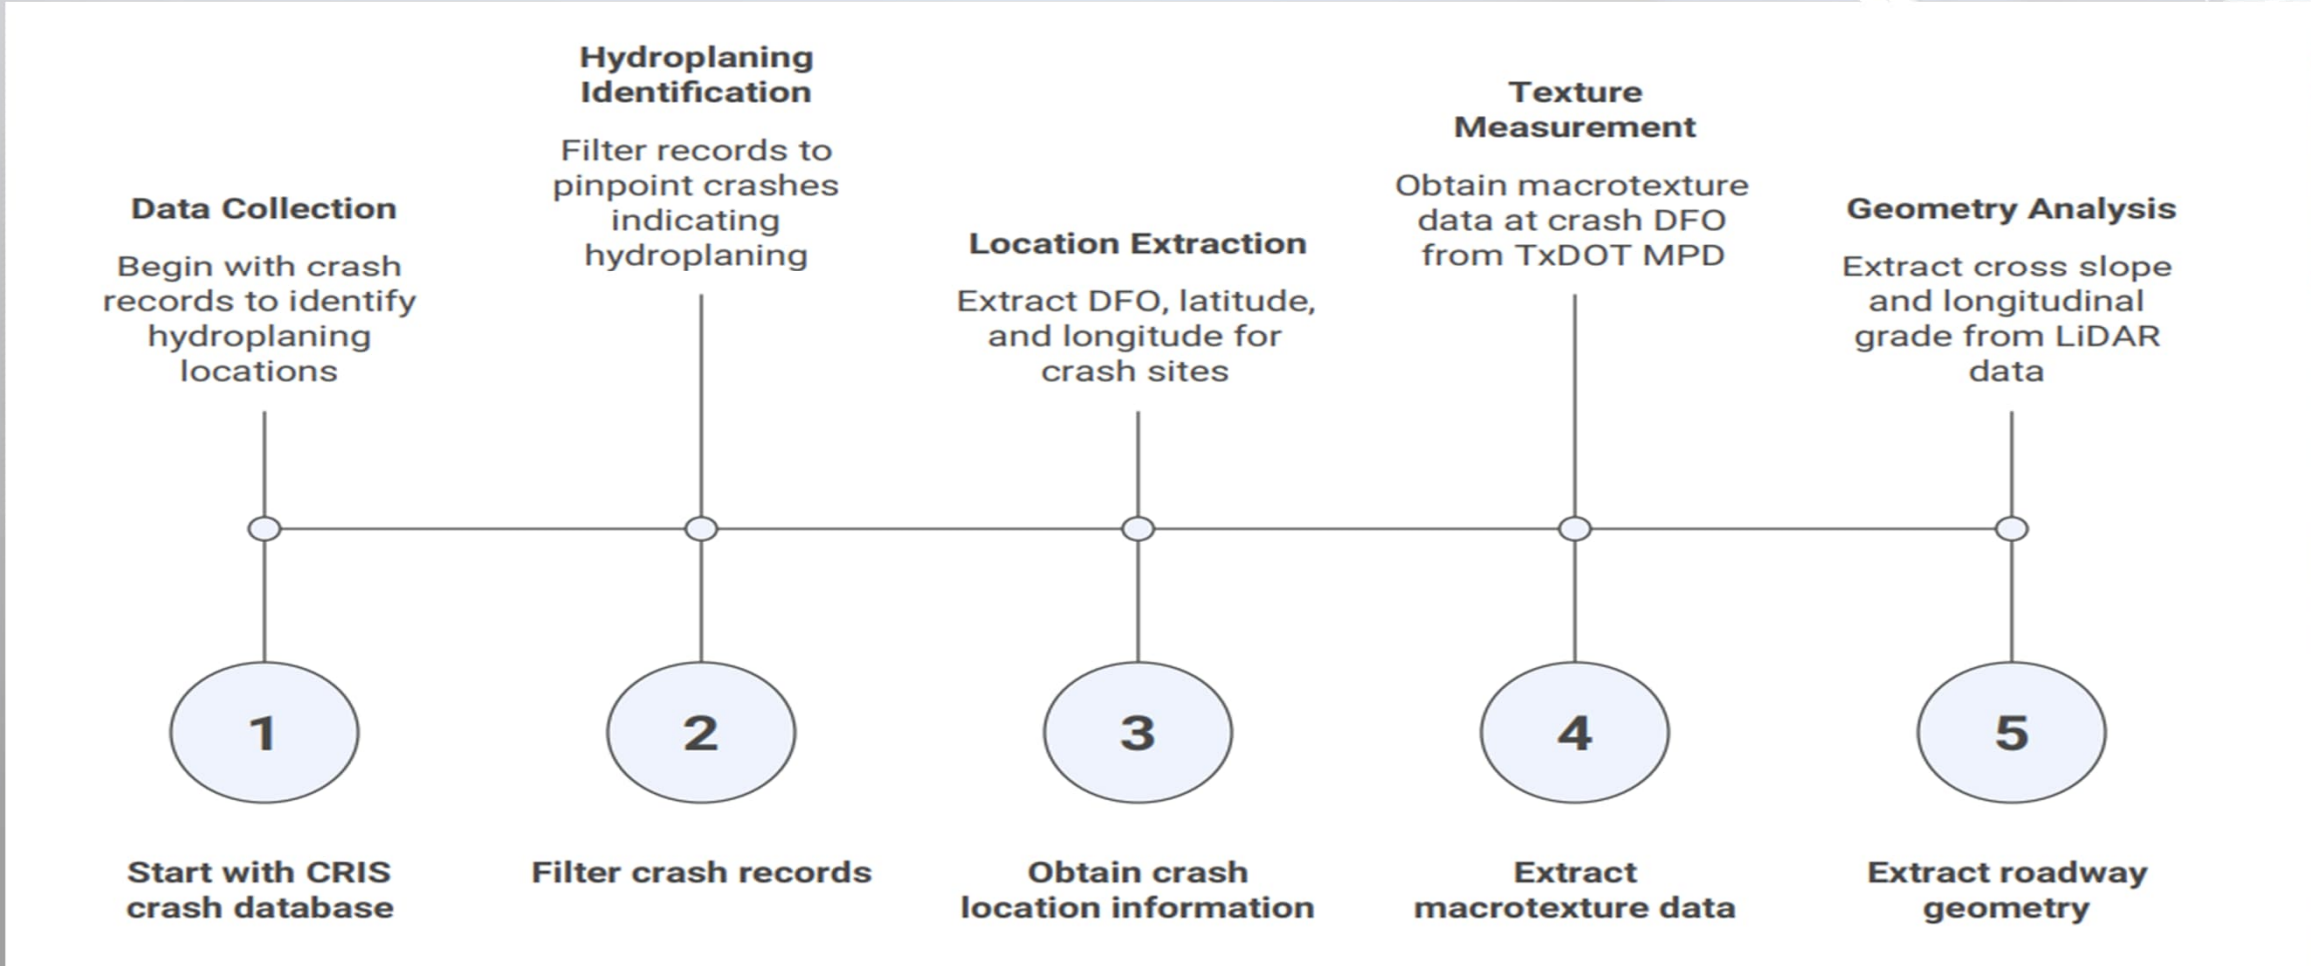 Data Collection
Begin with crash
records to identify
hydroplaning
locations
1
Start with CRIS
crash database
Hydroplaning
Identification
Filter records to
pinpoint crashes
indicating
hydroplaning
2
Filter crash records
Location Extraction
Extract DFO, latitude,
and longitude for
crash sites
3
Obtain crash
location information
Texture
Measurement
Obtain macrotexture
data at crash DFO
from TxDOT MPD
4
Extract
macrotexture data
Geometry Analysis
Extract cross slope
and longitudinal
grade from LiDAR
data
5
Extract roadway
geometry